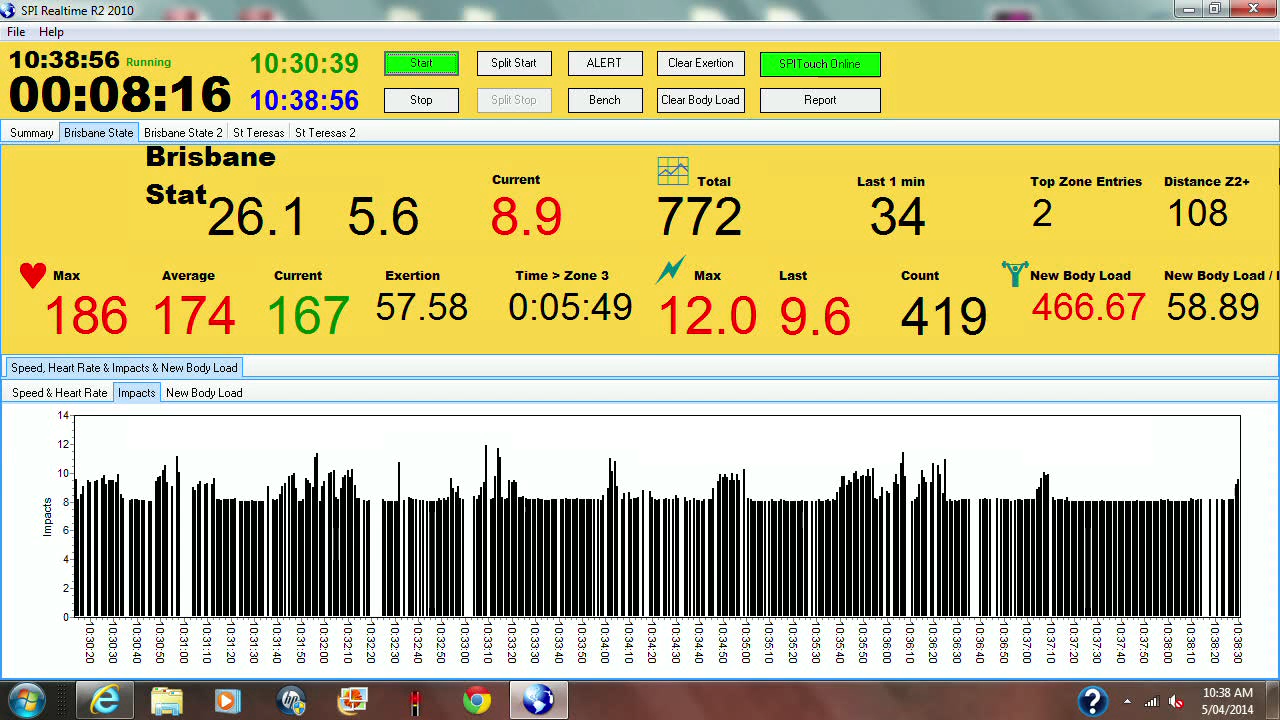 SPI Realtime R2 2010
File Help
10:38:56 Running 10:30:39 Start Split Start ALERT Clear Exertion SPITouch Online
00:08:16 10:38:56 Stop Split Stop Bench Clear Body Load Report
Summary Brisbane State Brisbane State 2 St Teresas St Teresas 2
Brisbane
Stat
Current Total Last 1 min Top Zone Entries Distance Z2+
26.1 5.6 8.9 772 34 2 108
Max Average Current Exertion Time > Zone 3 Max Last Count New Body Load New Body Load /
186 174 167 57.58 0:05:49 12.0 9.6 419 466.67 58.89
Speed, Heart Rate & Impacts & New Body Load
Speed & Heart Rate Impacts New Body Load
14
12
10
8
6
4
2
0
Impacts
10:30:20 10:30:30 10:30:40 10:30:50 10:31:00 10:31:10 10:31:20 10:31:30 10:31:40 10:31:50 10:32:00 10:32:10 10:32:20 10:32:30 10:32:40 10:32:50 10:33:00 10:33:10 10:33:20 10:33:30 10:33:40 10:33:50 10:34:00 10:34:10 10:34:20 10:34:30 10:34:40 10:34:50 10:35:00 10:35:10 10:35:20 10:35:30 10:35:40 10:35:50 10:36:00 10:36:10 10:36:20 10:36:30 10:36:40 10:36:50 10:37:00 10:37:10 10:37:20 10:37:30 10:37:40 10:37:50 10:38:00 10:38:10 10:38:20 10:38:30
10:38 AM
5/04/2014